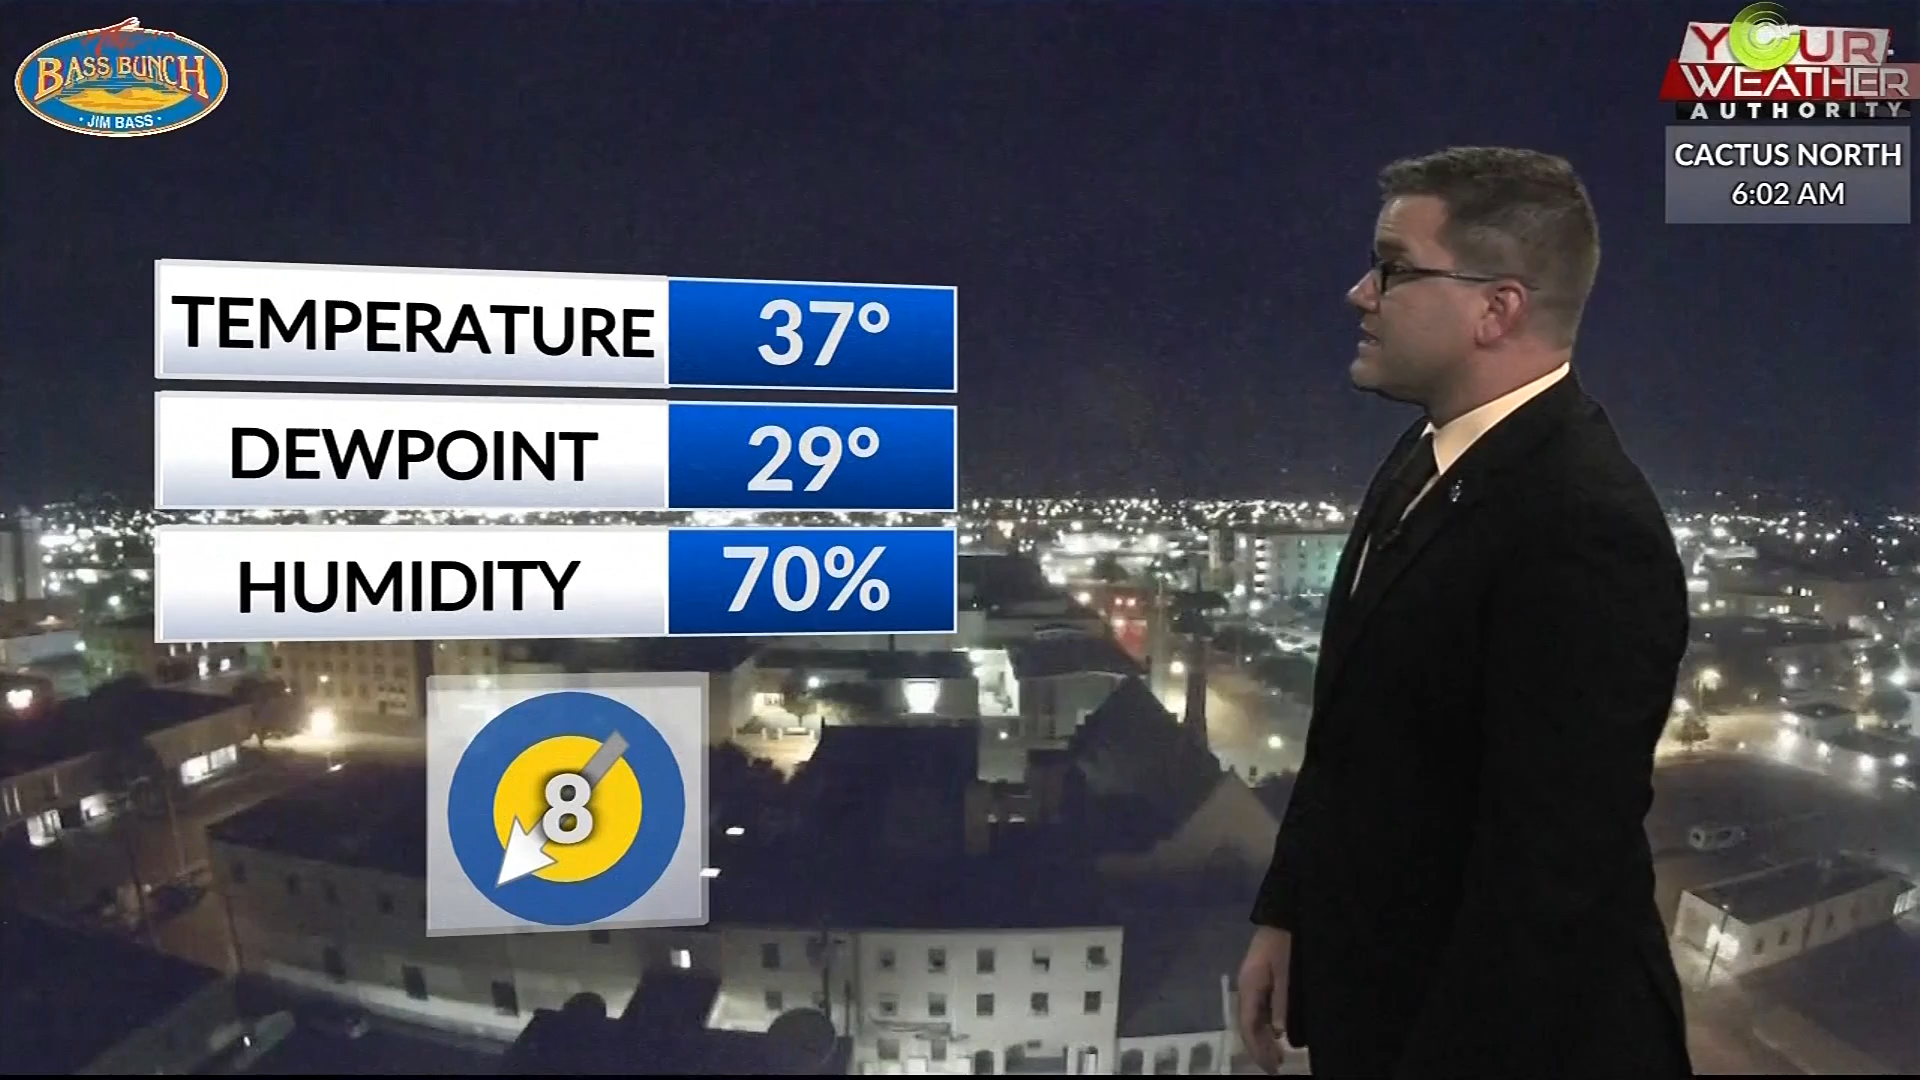 The
BASS BUNCH
· JIM BASS ·
YOUR
WEATHER
AUTHORITY
CACTUS NORTH
6:02 AM
TEMPERATURE 37°
DEWPOINT 29°
HUMIDITY 70%
8